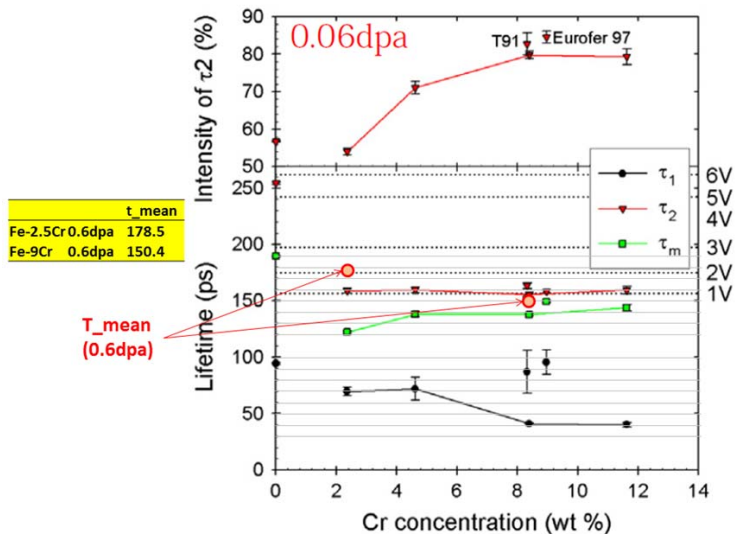 0.06dpa
T91
Eurofer 97
Intensity of τ2 (%)
90
80
70
60
50
t_mean
Fe-2.5Cr 0.6dpa 178.5
Fe-9Cr 0.6dpa 150.4
T_mean
(0.6dpa)
Lifetime (ps)
250
200
150
100
50
0
τ1
τ2
τm
6V
5V
4V
3V
2V
1V
0 2 4 6 8 10 12 14
Cr concentration (wt %)